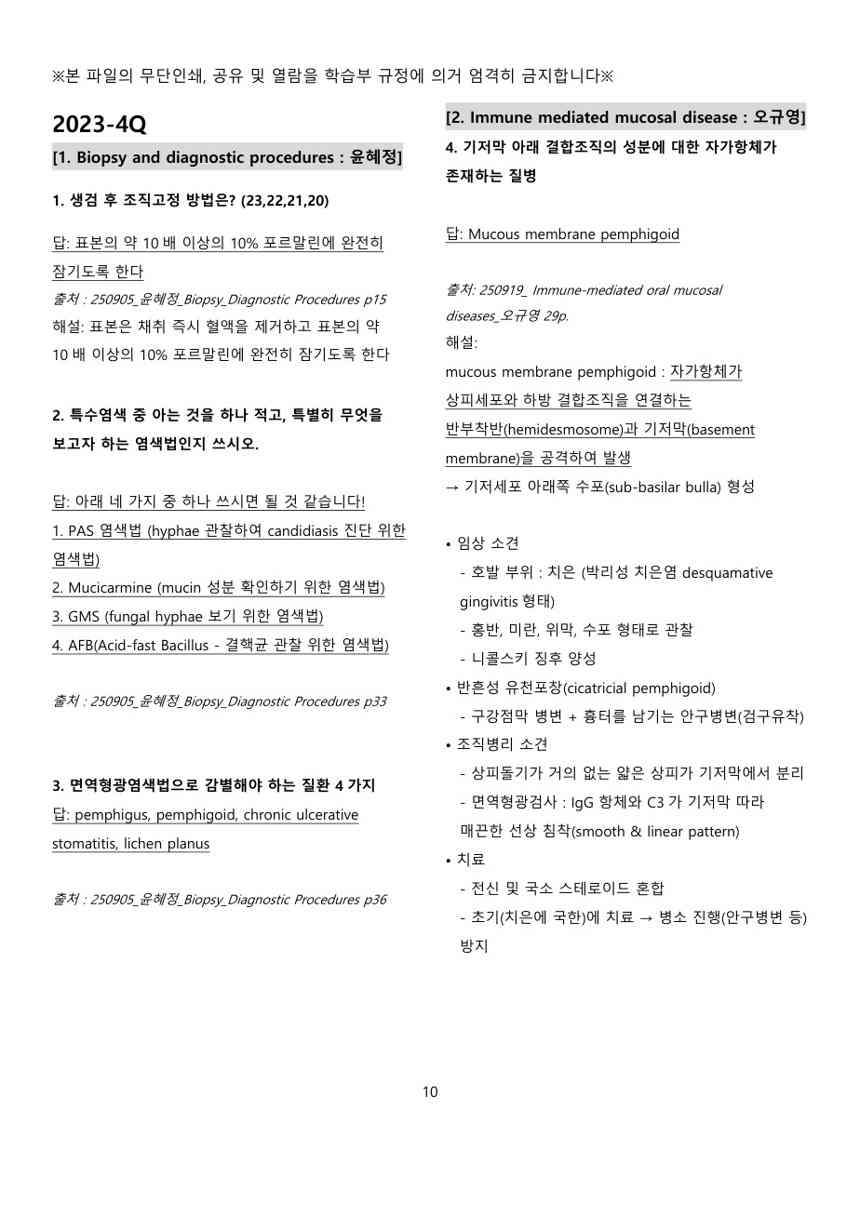 ※본 파일의 무단인쇄, 공유 및 열람을 학습부 규정에 의거 엄격히 금지합니다※
2023-4Q
[1. Biopsy and diagnostic procedures : 윤혜정]
1. 생검 후 조직고정 방법은? (23,22,21,20)
답: 표본의 약 10 배 이상의 10% 포르말린에 완전히
잠기도록 한다
출처 : 250905_윤혜정_Biopsy_Diagnostic Procedures p15
해설: 표본은 채취 즉시 혈액을 제거하고 표본의 약
10 배 이상의 10% 포르말린에 완전히 잠기도록 한다
2. 특수염색 중 아는 것을 하나 적고, 특별히 무엇을
보고자 하는 염색법인지 쓰시오.
답: 아래 네 가지 중 하나 쓰시면 될 것 같습니다!
1. PAS 염색법 (hyphae 관찰하여 candidiasis 진단 위한
염색법)
2. Mucicarmine (mucin 성분 확인하기 위한 염색법)
3. GMS (fungal hyphae 보기 위한 염색법)
4. AFB(Acid-fast Bacillus - 결핵균 관찰 위한 염색법)
출처 : 250905_윤혜정_Biopsy_Diagnostic Procedures p33
3. 면역형광염색법으로 감별해야 하는 질환 4 가지
답: pemphigus, pemphigoid, chronic ulcerative
stomatitis, lichen planus
출처 : 250905_윤혜정_Biopsy_Diagnostic Procedures p36
[2. Immune mediated mucosal disease : 오규영]
4. 기저막 아래 결합조직의 성분에 대한 자가항체가
존재하는 질병
답: Mucous membrane pemphigoid
출처: 250919_ Immune-mediated oral mucosal
diseases_오규영 29p.
해설:
mucous membrane pemphigoid : 자가항체가
상피세포와 하방 결합조직을 연결하는
반부착반(hemidesmosome)과 기저막(basement
membrane)을 공격하여 발생
→ 기저세포 아래쪽 수포(sub-basilar bulla) 형성
• 임상 소견
- 호발 부위 : 치은 (박리성 치은염 desquamative
gingivitis 형태)
- 홍반, 미란, 위막, 수포 형태로 관찰
- 니콜스키 징후 양성
• 반흔성 유천포창(cicatricial pemphigoid)
- 구강점막 병변 + 흉터를 남기는 안구병변(검구유착)
• 조직병리 소견
- 상피돌기가 거의 없는 얇은 상피가 기저막에서 분리
- 면역형광검사 : IgG 항체와 C3 가 기저막 따라
매끈한 선상 침착(smooth & linear pattern)
• 치료
- 전신 및 국소 스테로이드 혼합
- 초기(치은에 국한)에 치료 → 병소 진행(안구병변 등)
방지
10